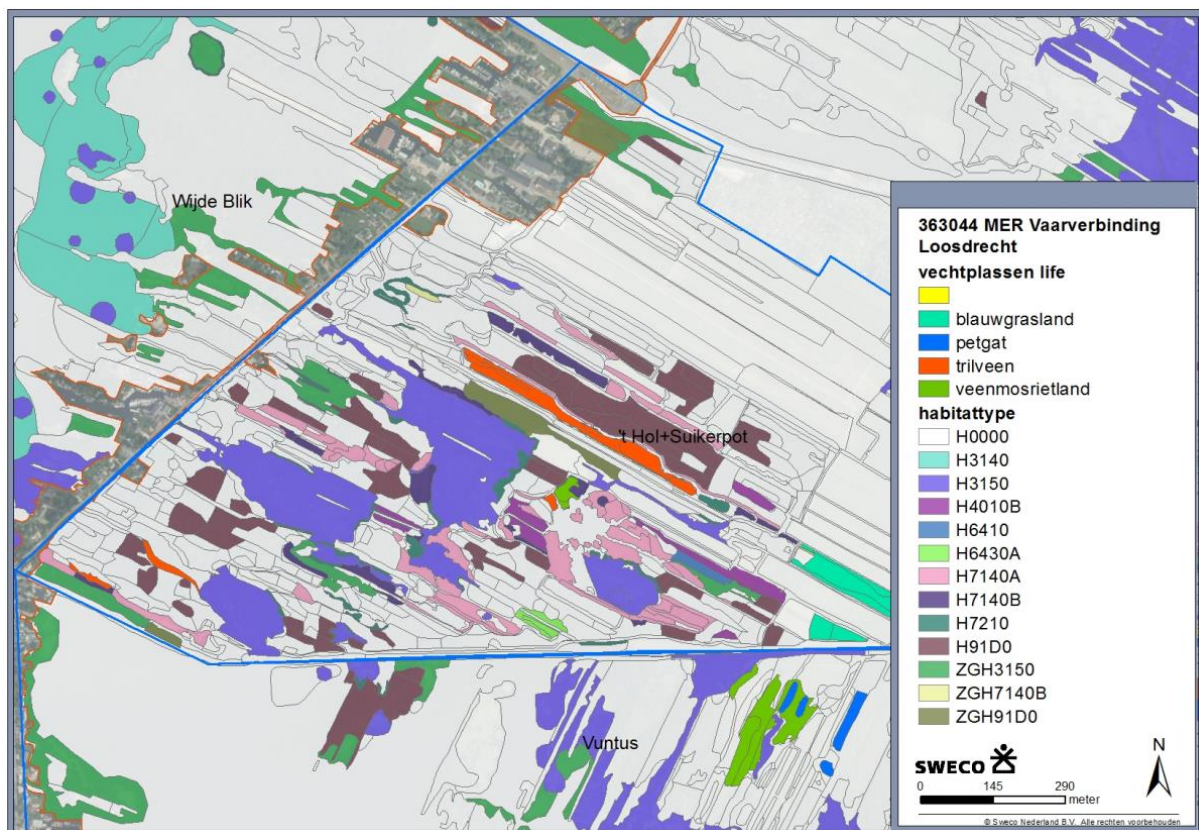 Wijde Blik
't Hol+Suikerpot
Vuntus
363044 MER Vaarverbinding
Loosdrecht
vechtplassen life
blauwgrasland
petgat
trilveen
veenmosrietland
habitattype
H0000
H3140
H3150
H4010B
H6410
H6430A
H7140A
H7140B
H7210
H91D0
ZGH3150
ZGH7140B
ZGH91D0
SWECO
N
0 145 290
meter
© Sweco Nederland B.V. Alle rechten voorbehouden